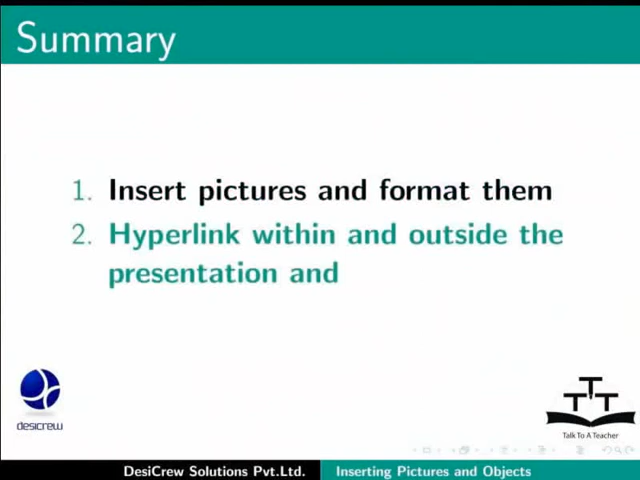 Summary
1. Insert pictures and format them
2. Hyperlink within and outside the
presentation and
desicrew
TTT
Talk To A Teacher
DesiCrew Solutions Pvt.Ltd. Inserting Pictures and Objects